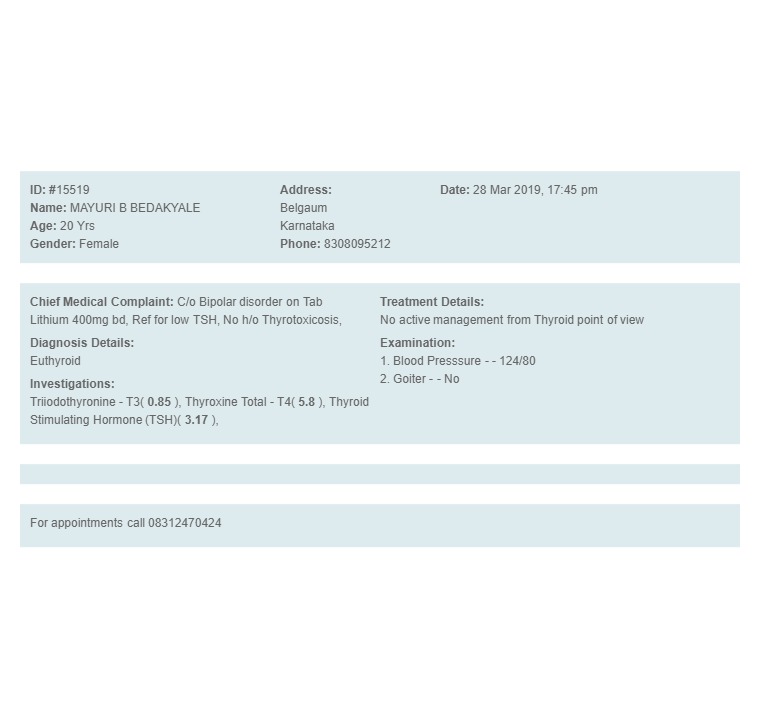 ID: #15519
Name: MAYURI B BEDAKYALE
Age: 20 Yrs
Gender: Female
Address:
Belgaum
Karnataka
Phone: 8308095212
Date: 28 Mar 2019, 17:45 pm
Chief Medical Complaint: C/o Bipolar disorder on Tab
Lithium 400mg bd, Ref for low TSH, No h/o Thyrotoxicosis,
Diagnosis Details:
Euthyroid
Investigations:
Triiodothyronine - T3( 0.85 ), Thyroxine Total - T4( 5.8 ), Thyroid
Stimulating Hormone (TSH)( 3.17 ),
Treatment Details:
No active management from Thyroid point of view
Examination:
1. Blood Presssure - - 124/80
2. Goiter - - No
For appointments call 08312470424